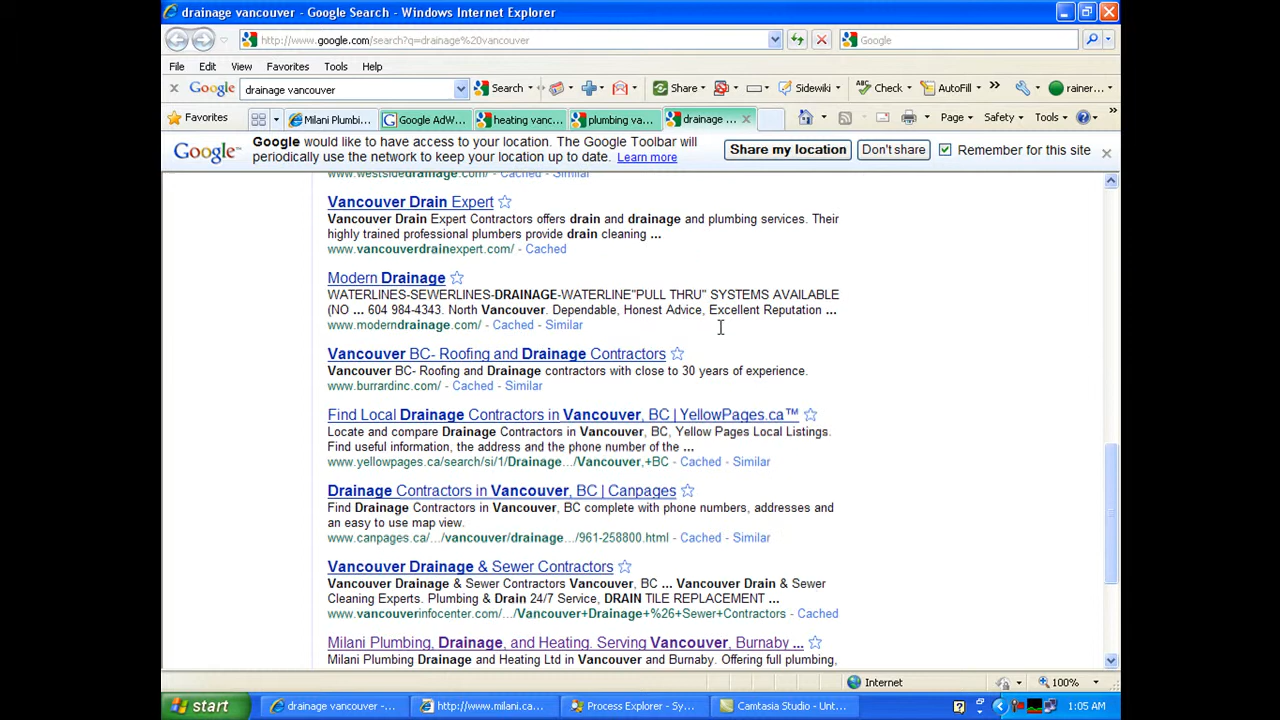 drainage vancouver - Google Search - Windows Internet Explorer
http://www.google.com/search?q=drainage%20vancouver
Google
File Edit View Favorites Tools Help
Google drainage vancouver Search Share Sidewiki Check AutoFill rainer...
Favorites Milani Plumbi... Google AdW... heating vanc... plumbing va... drainage ... Page Safety Tools
Google would like to have access to your location. The Google Toolbar will
periodically use the network to keep your location up to date. Learn more
Share my location Don't share Remember for this site
www.westsidedrainage.com/ - Cached - Similar
Vancouver Drain Expert
Vancouver Drain Expert Contractors offers drain and drainage and plumbing services. Their
highly trained professional plumbers provide drain cleaning ...
www.vancouverdrainexpert.com/ - Cached
Modern Drainage
WATERLINES-SEWERLINES-DRAINAGE-WATERLINE"PULL THRU" SYSTEMS AVAILABLE
(NO ... 604 984-4343. North Vancouver. Dependable, Honest Advice, Excellent Reputation ...
www.moderndrainage.com/ - Cached - Similar
Vancouver BC- Roofing and Drainage Contractors
Vancouver BC- Roofing and Drainage contractors with close to 30 years of experience.
www.burrardinc.com/ - Cached - Similar
Find Local Drainage Contractors in Vancouver, BC | YellowPages.ca™
Locate and compare Drainage Contractors in Vancouver, BC, Yellow Pages Local Listings.
Find useful information, the address and the phone number of the ...
www.yellowpages.ca/search/si/1/Drainage.../Vancouver,+BC - Cached - Similar
Drainage Contractors in Vancouver, BC | Canpages
Find Drainage Contractors in Vancouver, BC complete with phone numbers, addresses and
an easy to use map view.
www.canpages.ca/.../vancouver/drainage.../961-258800.html - Cached - Similar
Vancouver Drainage & Sewer Contractors
Vancouver Drainage & Sewer Contractors Vancouver, BC ... Vancouver Drain & Sewer
Cleaning Experts. Plumbing & Drain 24/7 Service, DRAIN TILE REPLACEMENT ...
www.vancouverinfocenter.com/.../Vancouver+Drainage+%26+Sewer+Contractors - Cached
Milani Plumbing, Drainage, and Heating. Serving Vancouver, Burnaby ...
Milani Plumbing Drainage and Heating Ltd in Vancouver and Burnaby. Offering full plumbing,
Internet 100%
start drainage vancouver -... http://www.milani.ca... Process Explorer - Sy... Camtasia Studio - Unt... 1:05 AM